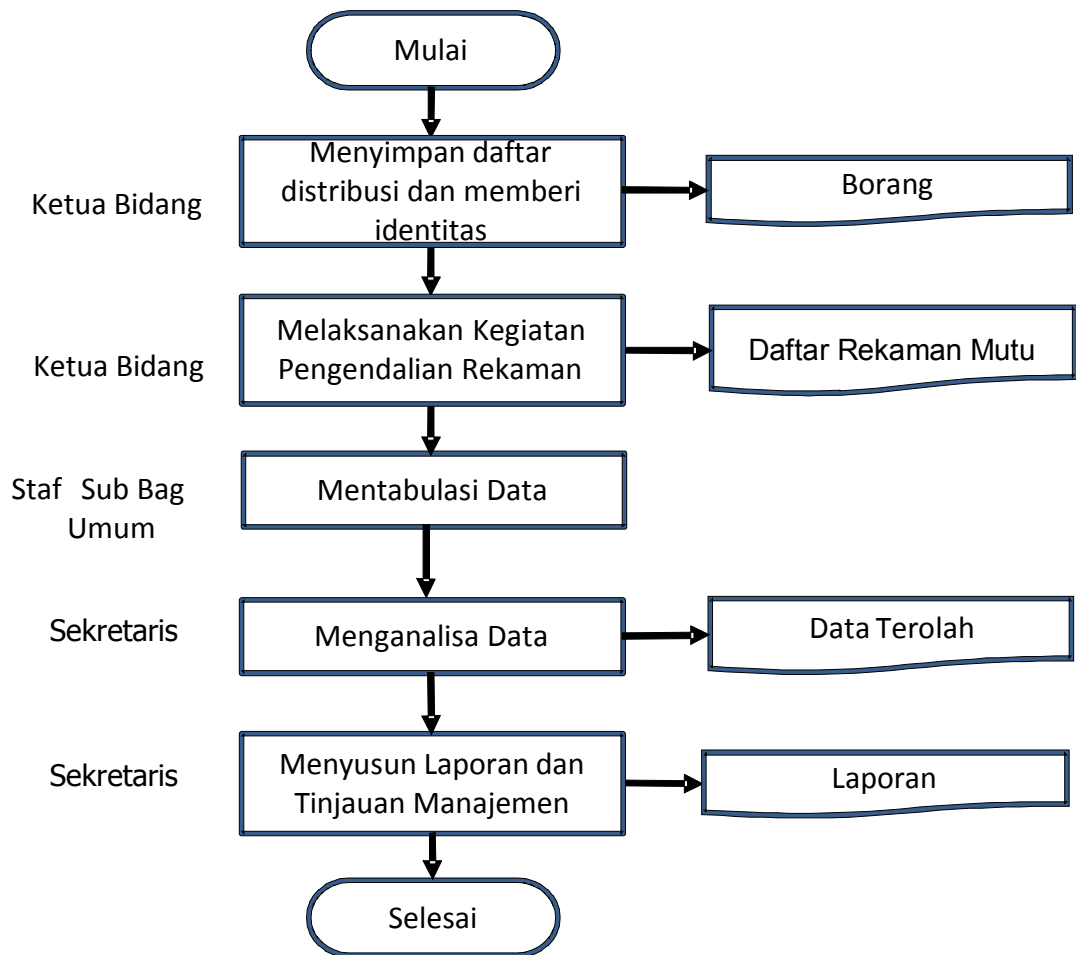 Mulai
Ketua Bidang
Menyimpan daftar
distribusi dan memberi
identitas
Borang
Ketua Bidang
Melaksanakan Kegiatan
Pengendalian Rekaman
Daftar Rekaman Mutu
Staf Sub Bag
Umum
Mentabulasi Data
Sekretaris
Menganalisa Data
Data Terolah
Sekretaris
Menyusun Laporan dan
Tinjauan Manajemen
Laporan
Selesai